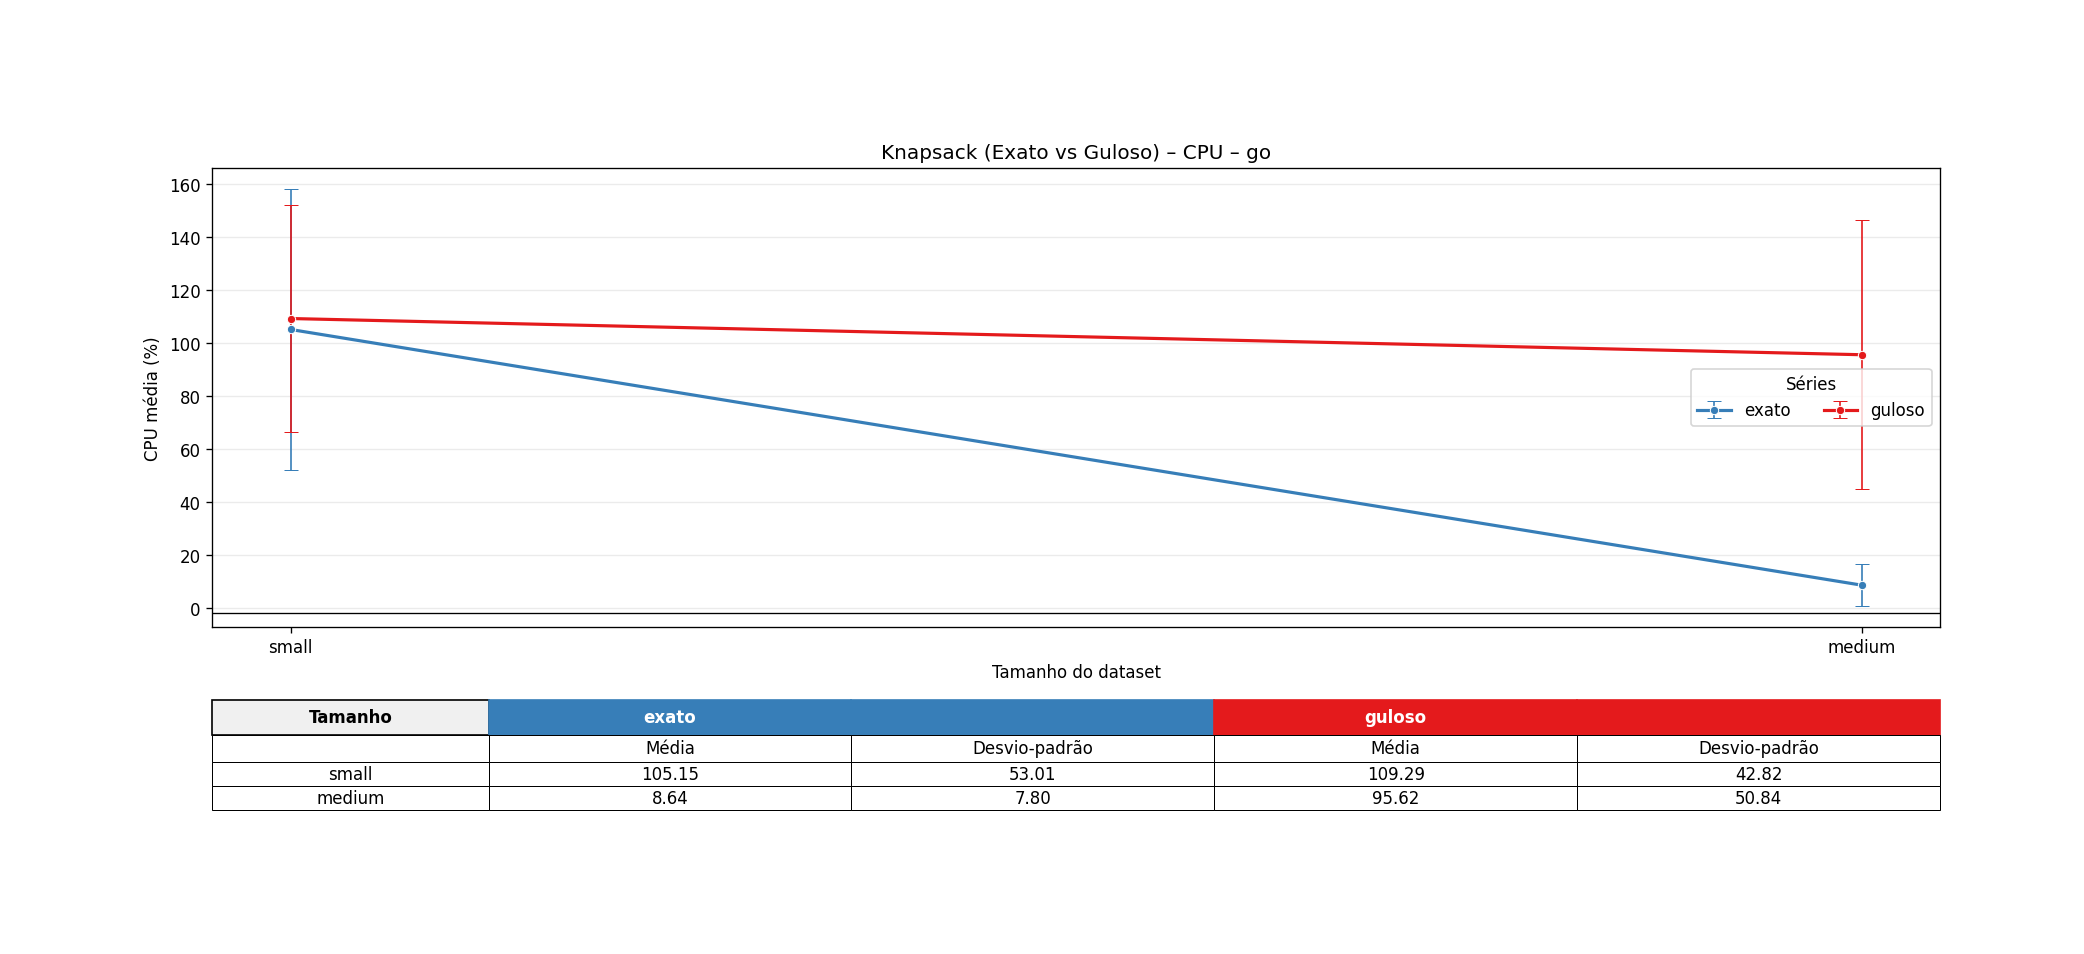 Knapsack (Exato vs Guloso) – CPU – go
160
140
120
100
80
60
40
20
0
CPU média (%)
Séries
exato guloso
small medium
Tamanho do dataset
Tamanho exato guloso
Média Desvio-padrão Média Desvio-padrão
small 105.15 53.01 109.29 42.82
medium 8.64 7.80 95.62 50.84